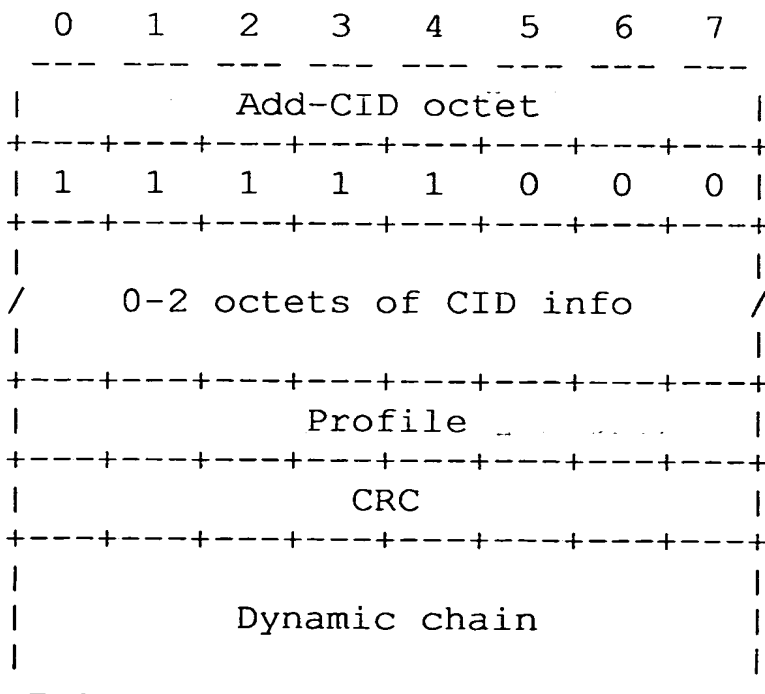 0 1 2 3 4 5 6 7
--- --- --- --- --- --- --- ---
| Add-CID octet |
+---+---+---+---+---+---+---+---+
| 1 1 1 1 1 0 0 0 |
+---+---+---+---+---+---+---+---+
| |
/ 0-2 octets of CID info /
| |
+---+---+---+---+---+---+---+---+
| Profile |
+---+---+---+---+---+---+---+---+
| CRC |
+---+---+---+---+---+---+---+---+
| |
| Dynamic chain |
| |